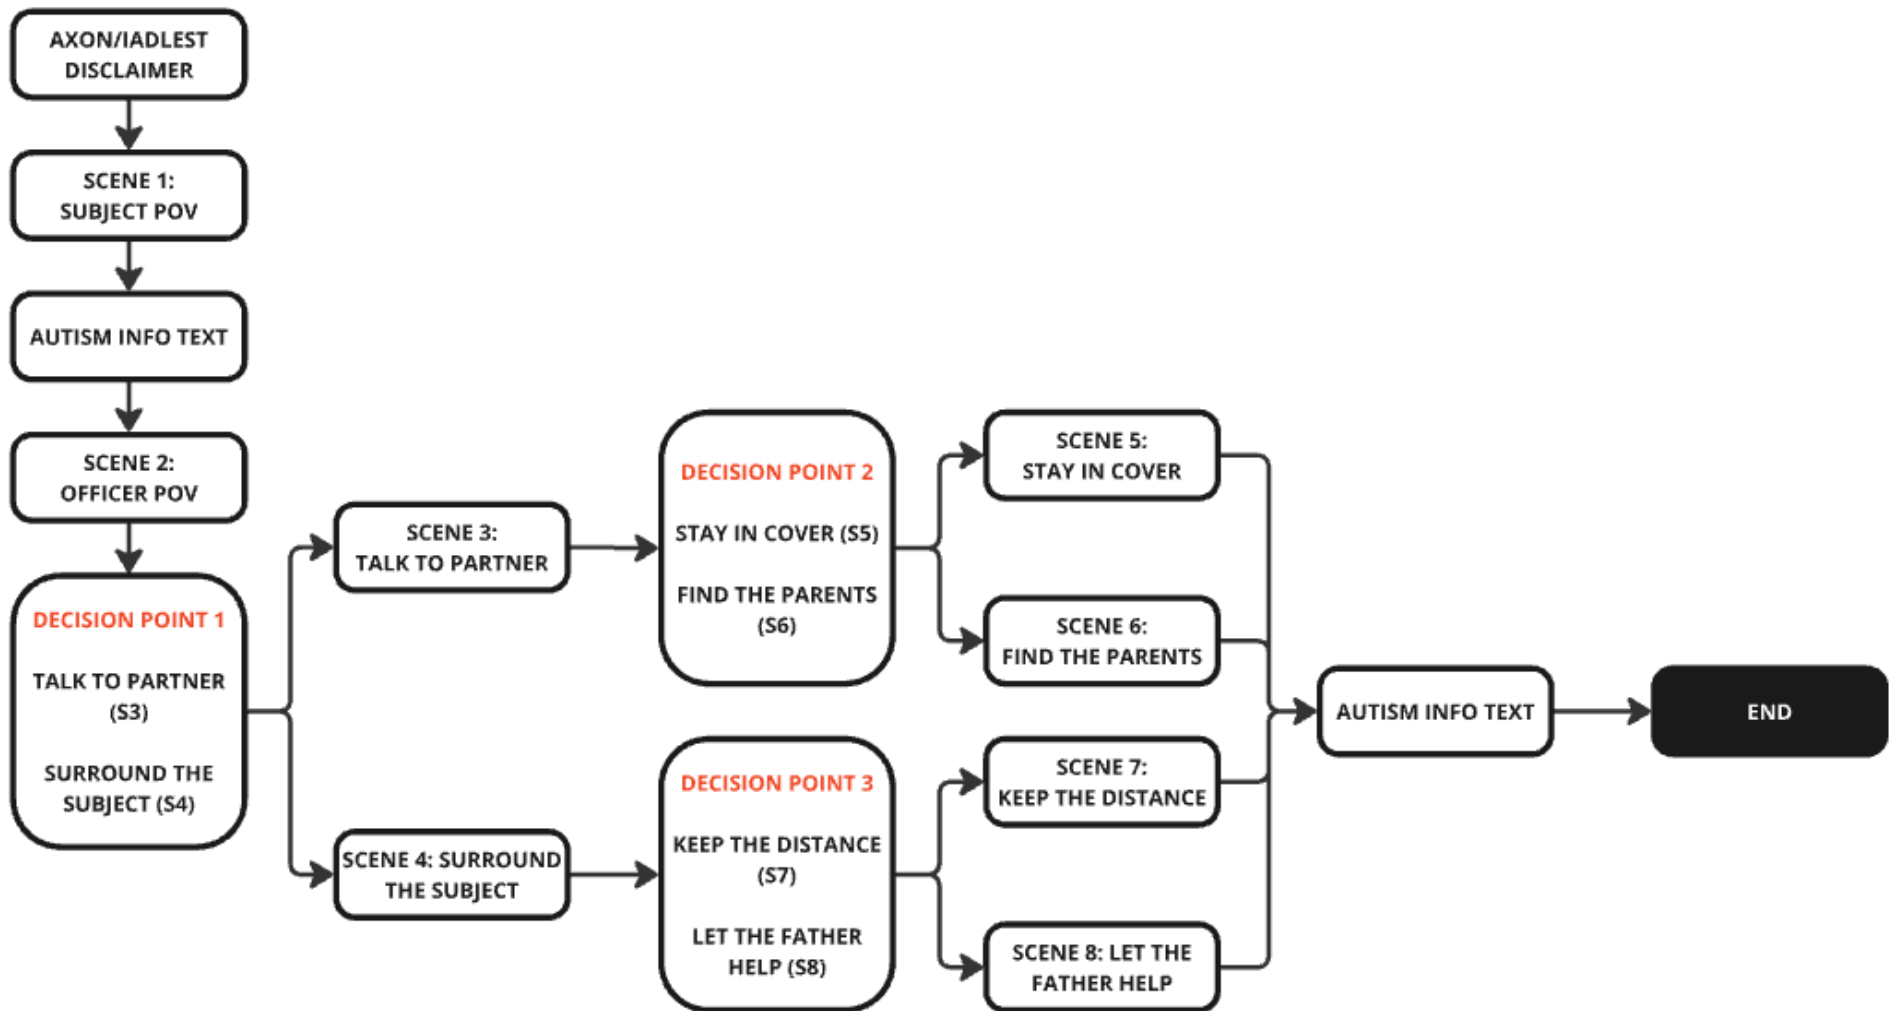 AXON/IADLEST
DISCLAIMER
SCENE 1:
SUBJECT POV
AUTISM INFO TEXT
SCENE 2:
OFFICER POV
DECISION POINT 1
TALK TO PARTNER
(S3)
SURROUND THE
SUBJECT (S4)
SCENE 3:
TALK TO PARTNER
SCENE 4: SURROUND
THE SUBJECT
DECISION POINT 2
STAY IN COVER (S5)
FIND THE PARENTS
(S6)
DECISION POINT 3
KEEP THE DISTANCE
(S7)
LET THE FATHER
HELP (S8)
SCENE 5:
STAY IN COVER
SCENE 6:
FIND THE PARENTS
SCENE 7:
KEEP THE DISTANCE
SCENE 8: LET THE
FATHER HELP
AUTISM INFO TEXT
END